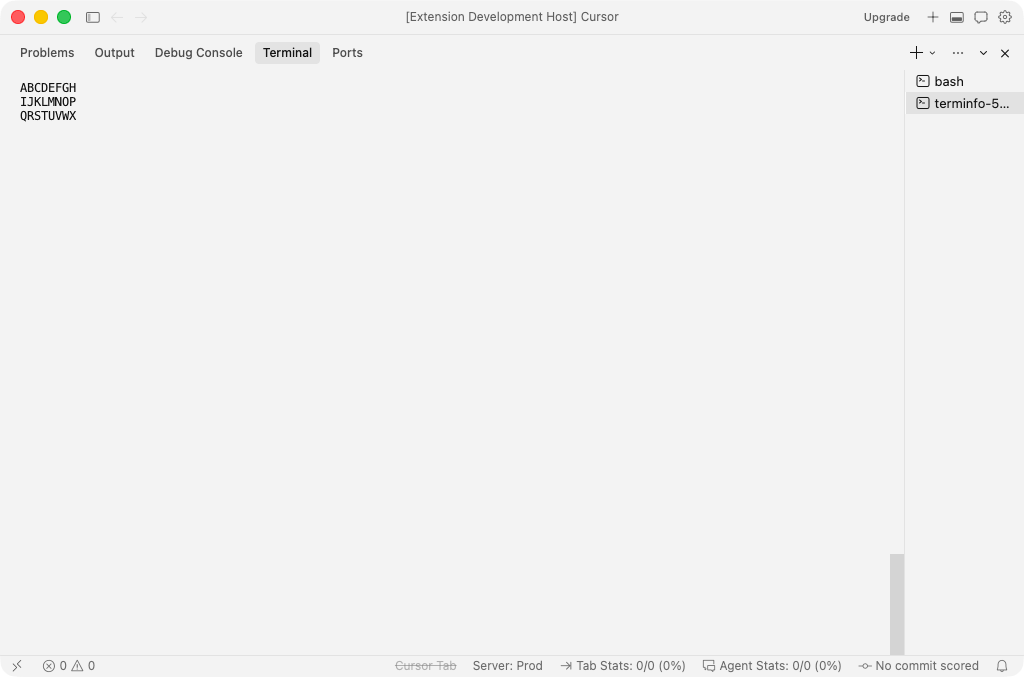 [Extension Development Host] Cursor
Upgrade
Problems Output Debug Console Terminal Ports
ABCDEFGH
IJKLMNOP
QRSTUVWX
bash
terminfo-5...
0 0 Cursor Tab Server: Prod Tab Stats: 0/0 (0%) Agent Stats: 0/0 (0%) No commit scored